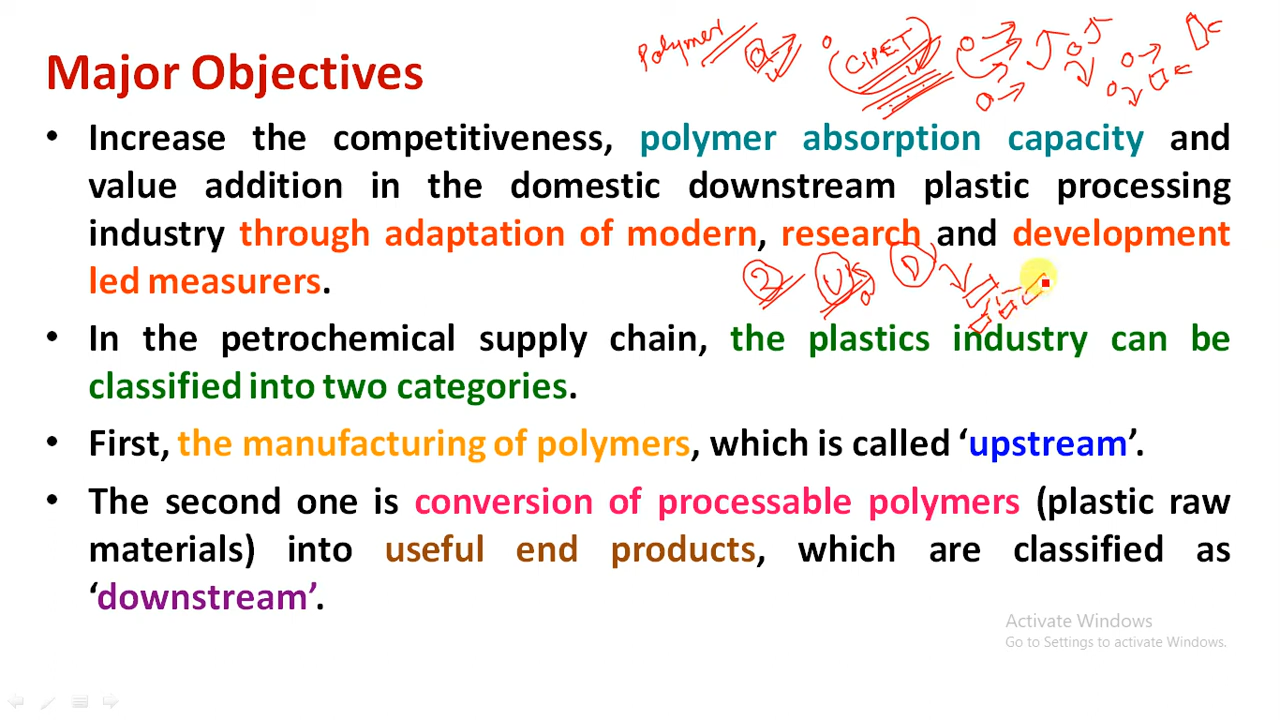 Polymer
CIPET
Major Objectives
• Increase the competitiveness, polymer absorption capacity and
value addition in the domestic downstream plastic processing
industry through adaptation of modern, research and development
led measurers.
2 U D
• In the petrochemical supply chain, the plastics industry can be
classified into two categories.
• First, the manufacturing of polymers, which is called ‘upstream’.
• The second one is conversion of processable polymers (plastic raw
materials) into useful end products, which are classified as
‘downstream’.
Activate Windows
Go to Settings to activate Windows.